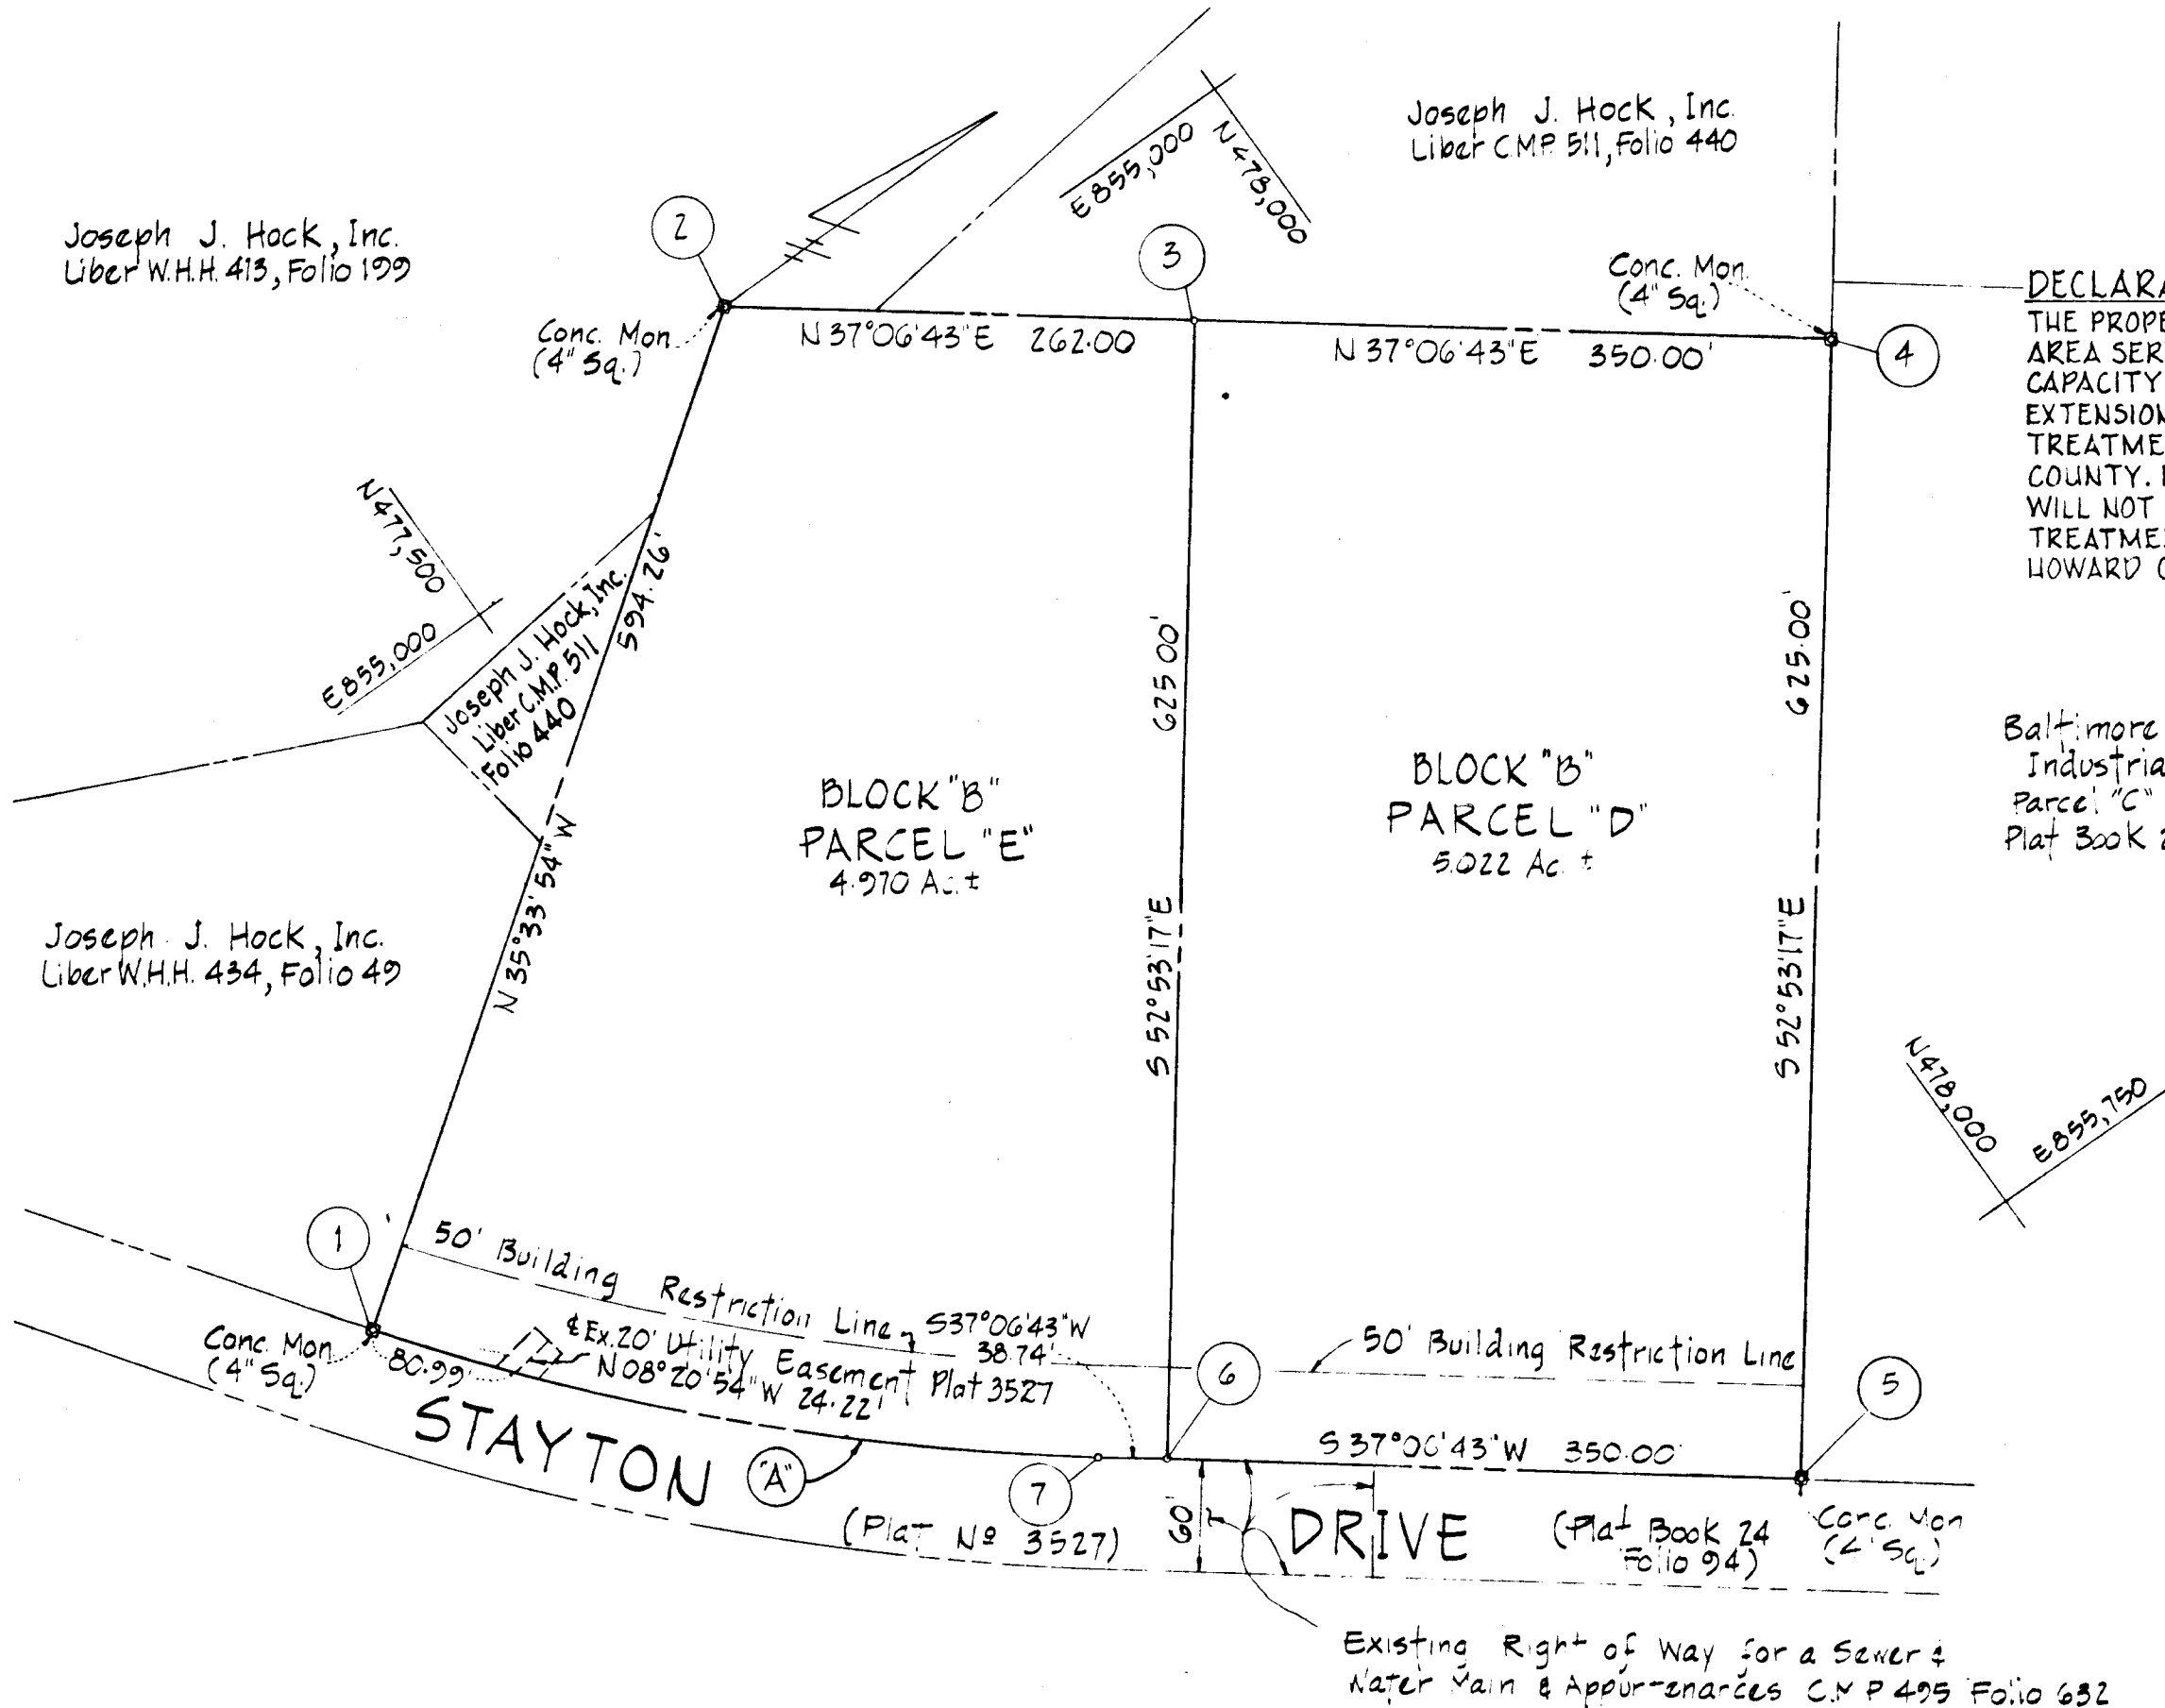 Joseph J. Hock, Inc.
Liber C.M.P. 511, Folio 440
E855,000
N478,000
Joseph J. Hock, Inc.
Liber W.H.H. 413, Folio 199
2
3
4
Conc. Mon.
(4" Sq.)
Conc. Mon.
(4" Sq.)
N 37°06'43"E 262.00
N 37°06'43"E 350.00'
DECLARA
THE PROPE
AREA SER
CAPACITY
EXTENSION
TREATME
COUNTY.
WILL NOT
TREATME
HOWARD C
N477,500
E855,000
Joseph J. Hock, Inc.
Liber C.M.P. 511
Folio 440
594.26'
N 35°33'54"W
625.00'
S 52°53'17"E
625.00'
S 52°53'17"E
BLOCK "B"
PARCEL "E"
4.970 Ac. ±
BLOCK "B"
PARCEL "D"
5.022 Ac. ±
Baltimore
Industria
Parcel "C"
Plat Book 2
Joseph J. Hock, Inc.
Liber W.H.H. 434, Folio 49
N478,000
E855,750
1
50' Building Restriction Line
S37°06'43"W
38.74'
₵ Ex. 20' Utility Easement Plat 3527
N08°20'54"W 24.22'
80.99'
Conc. Mon.
(4" Sq.)
50' Building Restriction Line
6
5
S 37°06'43"W 350.00'
STAYTON DRIVE
"A"
7
(Plat Nº 3527)
60'
(Plat Book 24
Folio 94)
Conc. Mon
(4" Sq.)
Existing Right of Way for a Sewer &
Water Main & Appurtenances C.M.P 495 Folio 632